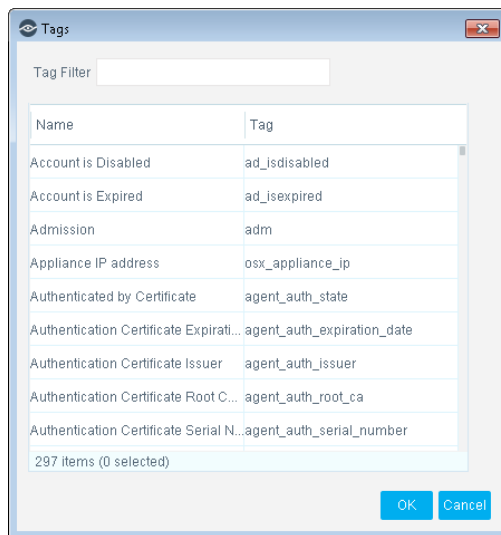 Tags
Tag Filter
Name Tag
Account is Disabled ad_isdisabled
Account is Expired ad_isexpired
Admission adm
Appliance IP address osx_appliance_ip
Authenticated by Certificate agent_auth_state
Authentication Certificate Expirati... agent_auth_expiration_date
Authentication Certificate Issuer agent_auth_issuer
Authentication Certificate Root C... agent_auth_root_ca
Authentication Certificate Serial N... agent_auth_serial_number
297 items (0 selected)
OK Cancel